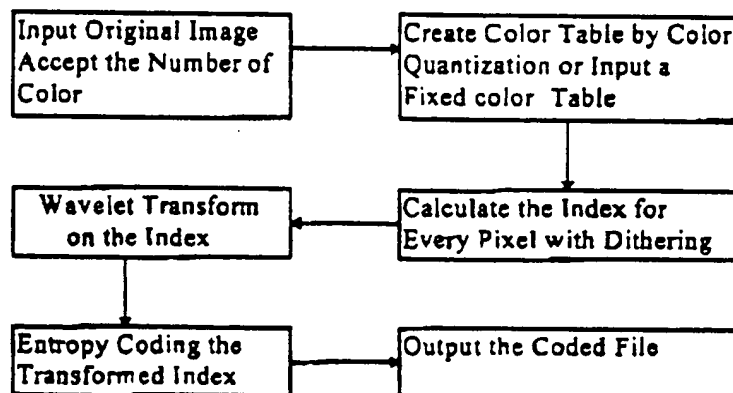 Input Original Image
Accept the Number of
Color
Create Color Table by Color
Quantization or Input a
Fixed color Table
Calculate the Index for
Every Pixel with Dithering
Wavelet Transform
on the Index
Entropy Coding the
Transformed Index
Output the Coded File